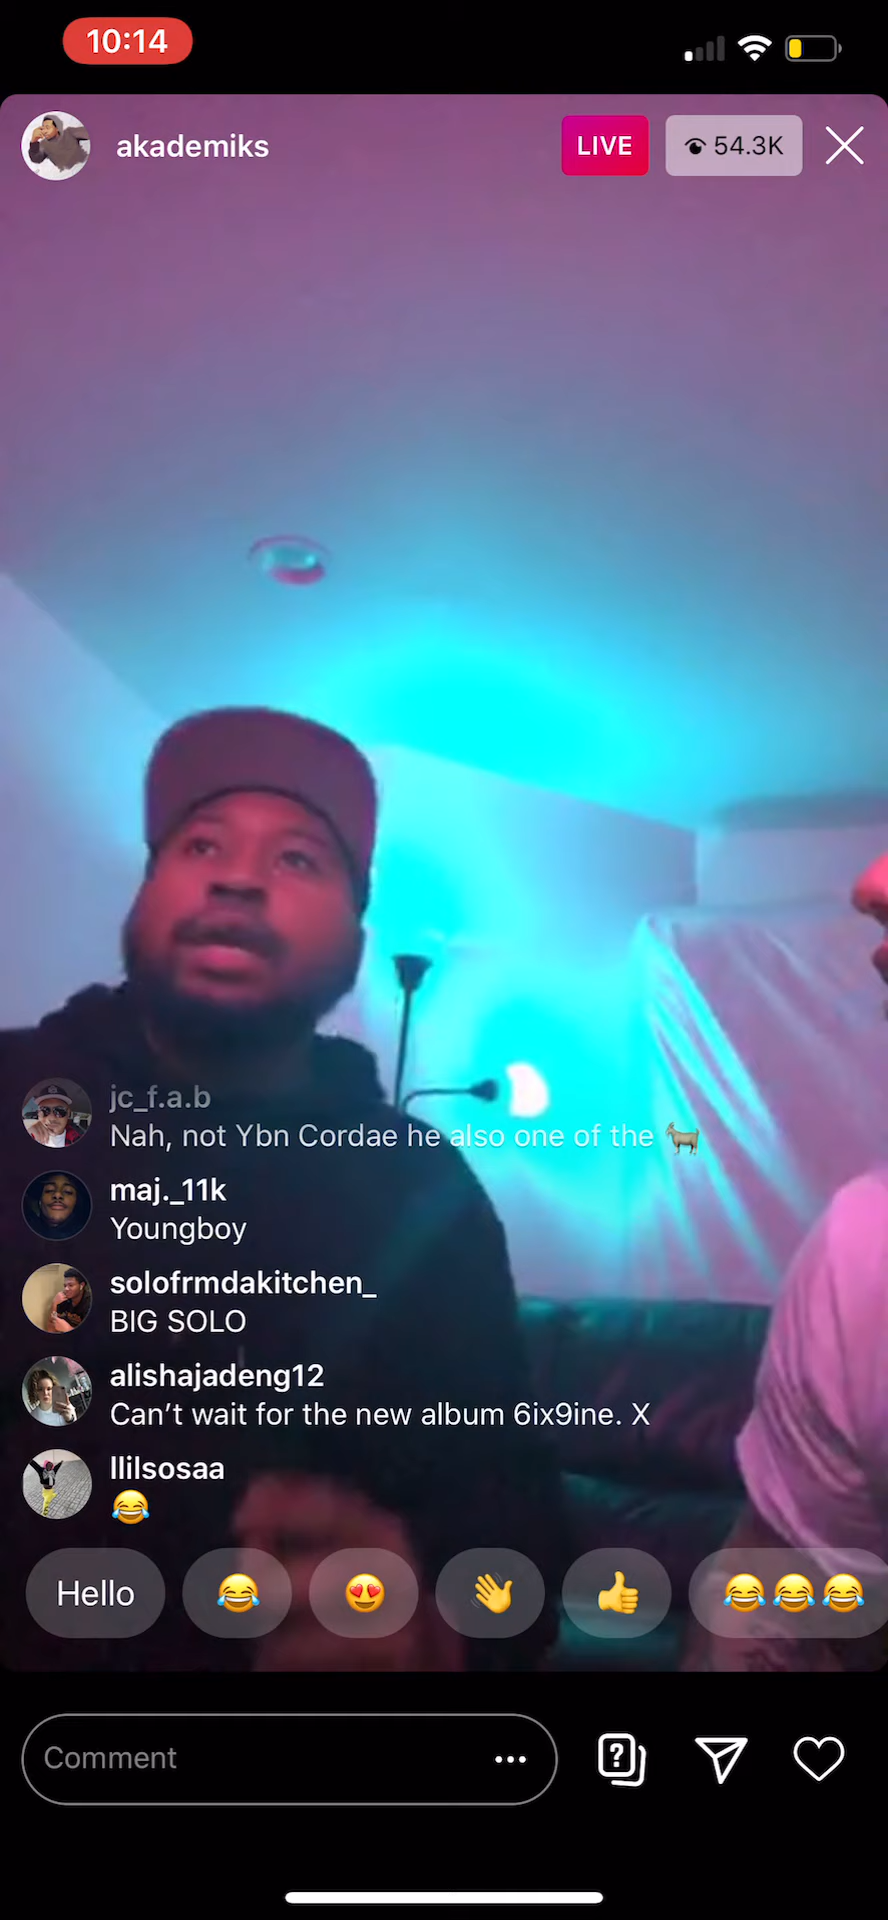 10:14
akademiks LIVE 54.3K
jc_f.a.b
Nah, not Ybn Cordae he also one of the 🐐
maj._11k
Youngboy
solofrmdakitchen_
BIG SOLO
alishajadeng12
Can’t wait for the new album 6ix9ine. X
llilsosaa
😂
Hello 😂 😍 👋 👍 😂😂😂
Comment